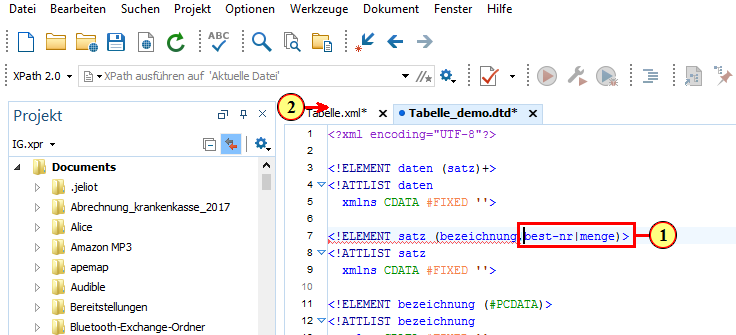 Datei Bearbeiten Suchen Projekt Optionen Werkzeuge Dokument Fenster Hilfe
ABC
XPath 2.0 XPath ausführen auf 'Aktuelle Datei'
Projekt
IG.xpr
Documents
.jeliot
Abrechnung_krankenkasse_2017
Alice
Amazon MP3
apemap
Audible
Bereitstellungen
Bluetooth-Exchange-Ordner
2
Tabelle.xml* Tabelle_demo.dtd*
1 <?xml encoding="UTF-8"?>
2
3 <!ELEMENT daten (satz)+>
4 <!ATTLIST daten
5 xmlns CDATA #FIXED ''>
6
7 <!ELEMENT satz (bezeichnung,best-nr|menge)>
1
8 <!ATTLIST satz
9 xmlns CDATA #FIXED ''>
10
11 <!ELEMENT bezeichnung (#PCDATA)>
12 <!ATTLIST bezeichnung